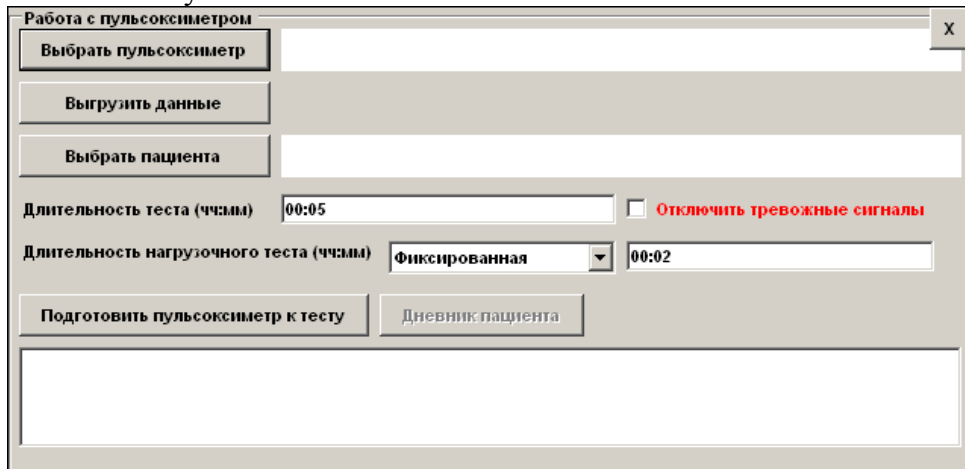 Работа с пульсоксиметром
X
Выбрать пульсоксиметр
Выгрузить данные
Выбрать пациента
Длительность теста (чч:мм) 00:05 Отключить тревожные сигналы
Длительность нагрузочного теста (чч:мм) Фиксированная 00:02
Подготовить пульсоксиметр к тесту Дневник пациента